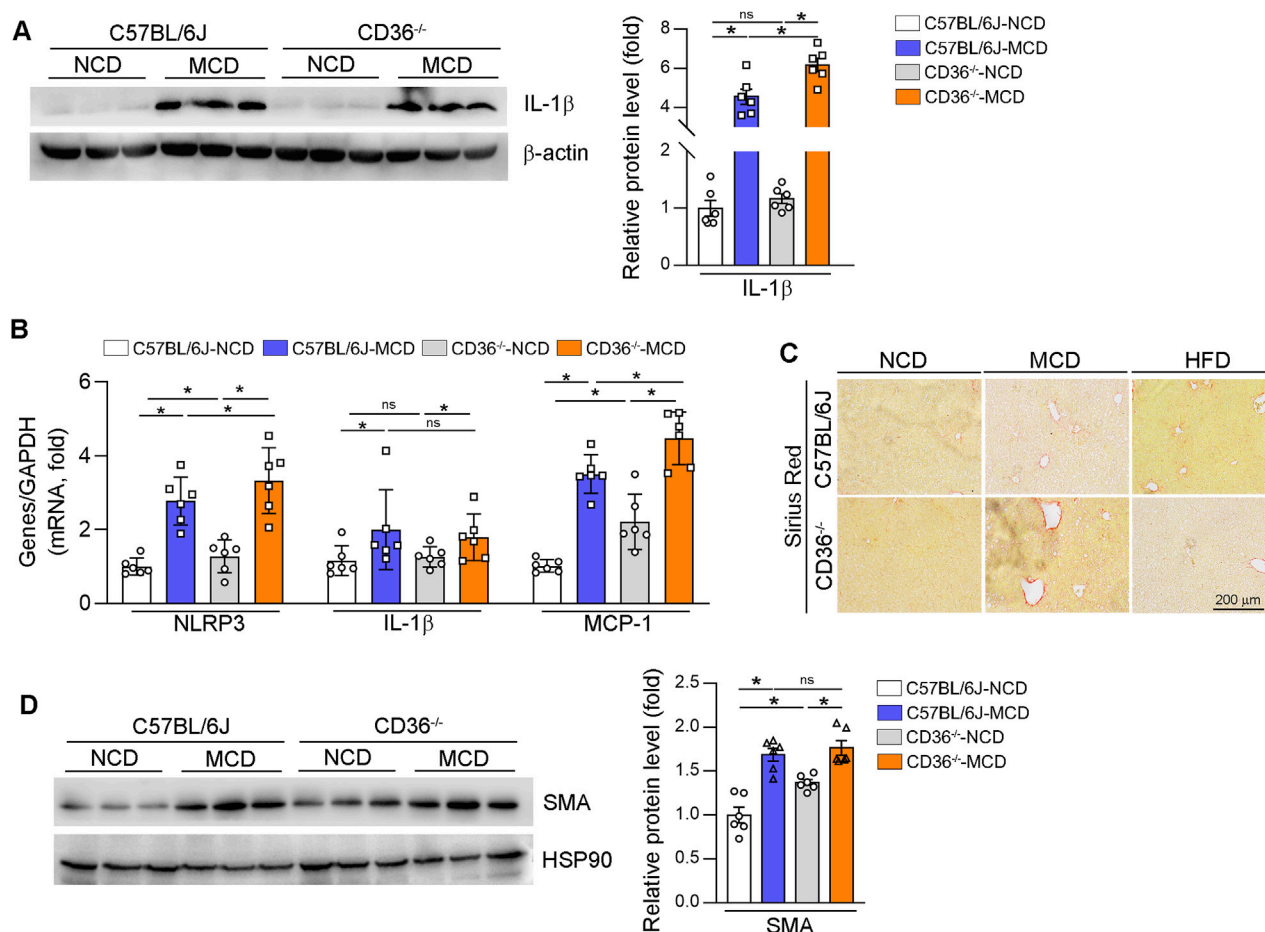 A
C57BL/6J CD36-/-
NCD MCD NCD MCD
IL-1β
β-actin
Relative protein level (fold)
8
6
4
2
1
0
ns *
* *
IL-1β
C57BL/6J-NCD
C57BL/6J-MCD
CD36-/--NCD
CD36-/--MCD
B
C57BL/6J-NCD C57BL/6J-MCD CD36-/--NCD CD36-/--MCD
Genes/GAPDH
(mRNA, fold)
6
4
2
0
* *
* *
ns *
* ns
* *
* *
NLRP3 IL-1β MCP-1
C
NCD MCD HFD
Sirius Red
C57BL/6J
CD36-/-
200 µm
D
C57BL/6J CD36-/-
NCD MCD NCD MCD
SMA
HSP90
Relative protein level (fold)
2.5
2.0
1.5
1.0
0.5
0.0
* ns
* *
SMA
C57BL/6J-NCD
C57BL/6J-MCD
CD36-/--NCD
CD36-/--MCD